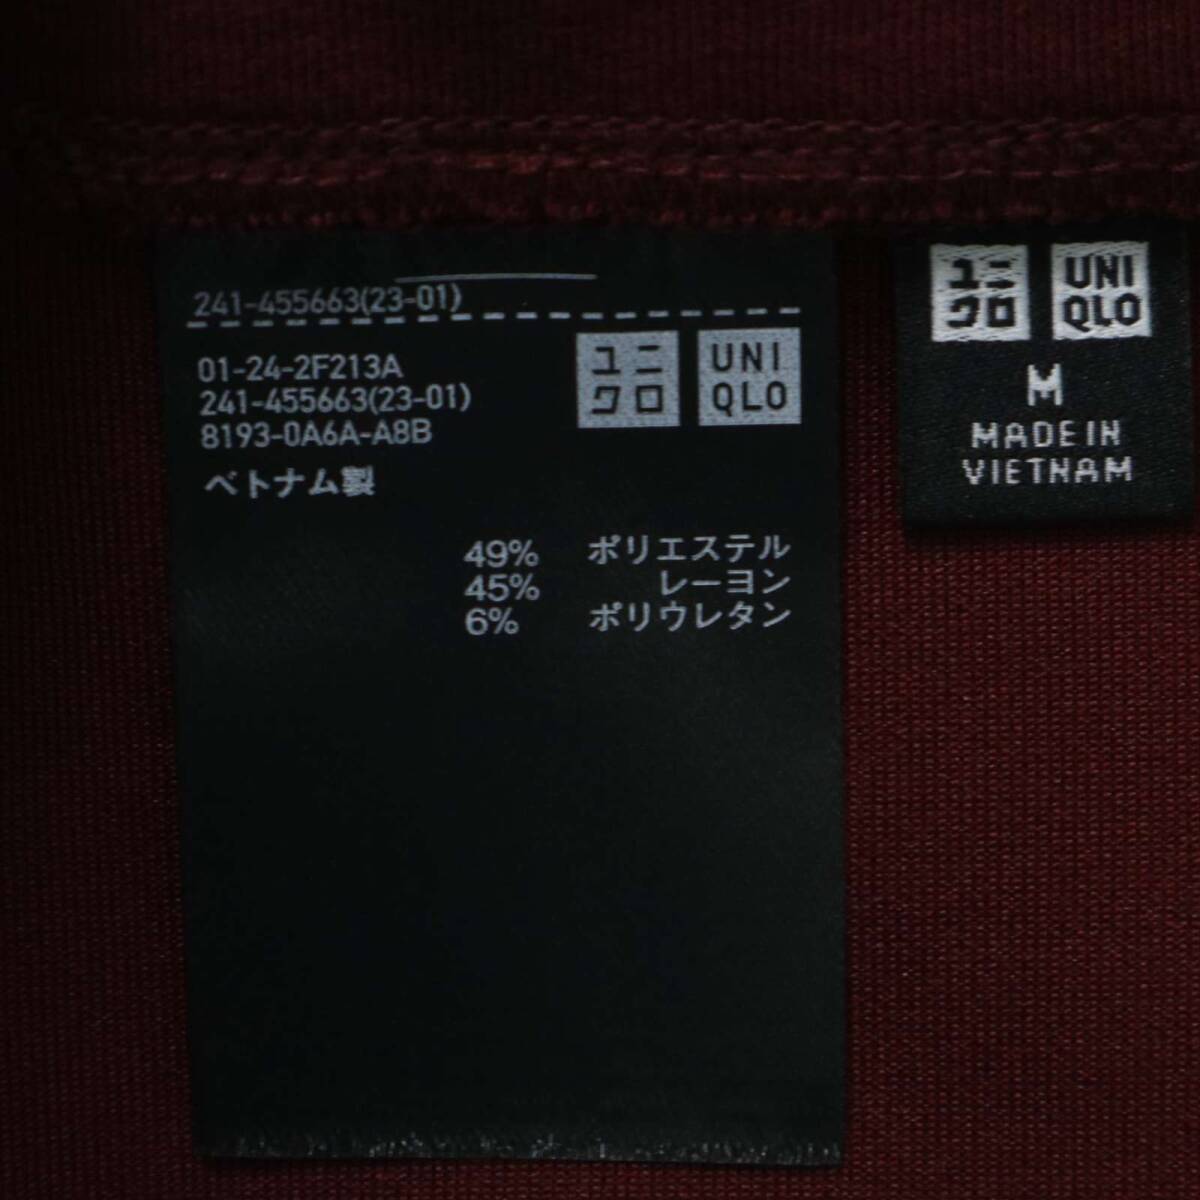 241-455663(23-01)
01-24-2F213A
241-455663(23-01)
8193-0A6A-A8B
ベトナム製
ユニ
クロ
UNI
QLO
49% ポリエステル
45% レーヨン
6% ポリウレタン
ユニ
クロ
UNI
QLO
M
MADE IN
VIETNAM